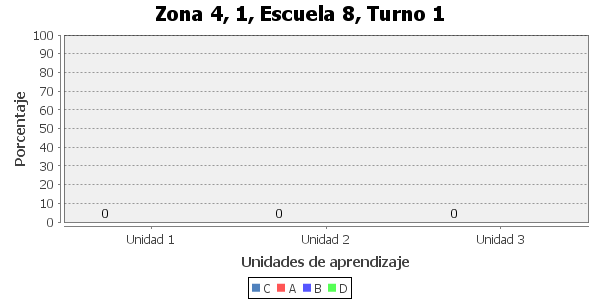 Zona 4, 1, Escuela 8, Turno 1
Porcentaje
100
90
80
70
60
50
40
30
20
10
0
0 0 0
Unidad 1 Unidad 2 Unidad 3
Unidades de aprendizaje
C A B D